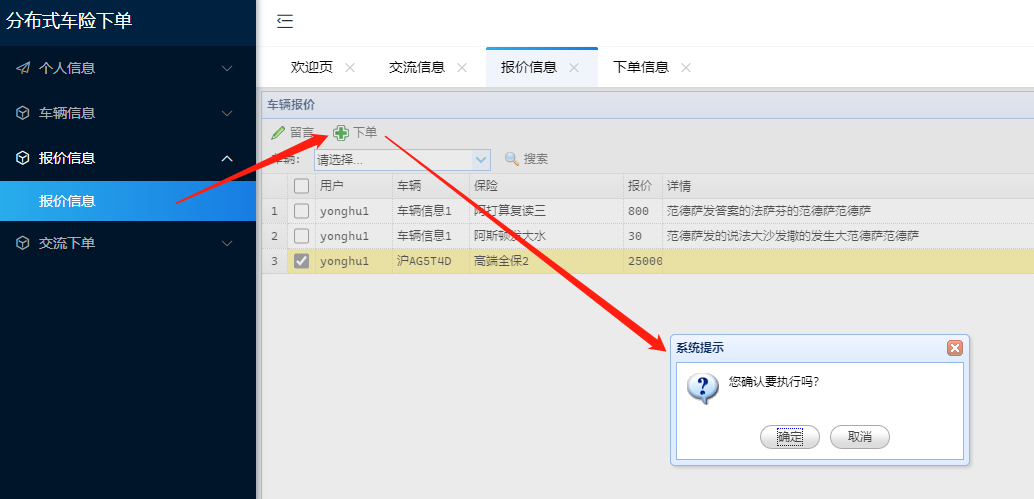 分布式车险下单
个人信息
车辆信息
报价信息
报价信息
交流下单
欢迎页 交流信息 报价信息 下单信息
车辆报价
留言 下单
车辆: 请选择... 搜索
用户 车辆 保险 报价 详情
1 yonghu1 车辆信息1 阿打算复读三 800 范德萨发答案的法萨芬的范德萨范德萨
2 yonghu1 车辆信息1 阿斯顿发大水 30 范德萨发的说法大沙发撒的发生大范德萨范德萨
3 yonghu1 沪AG5T4D 高端全保2 25000
系统提示
您确认要执行吗?
确定 取消